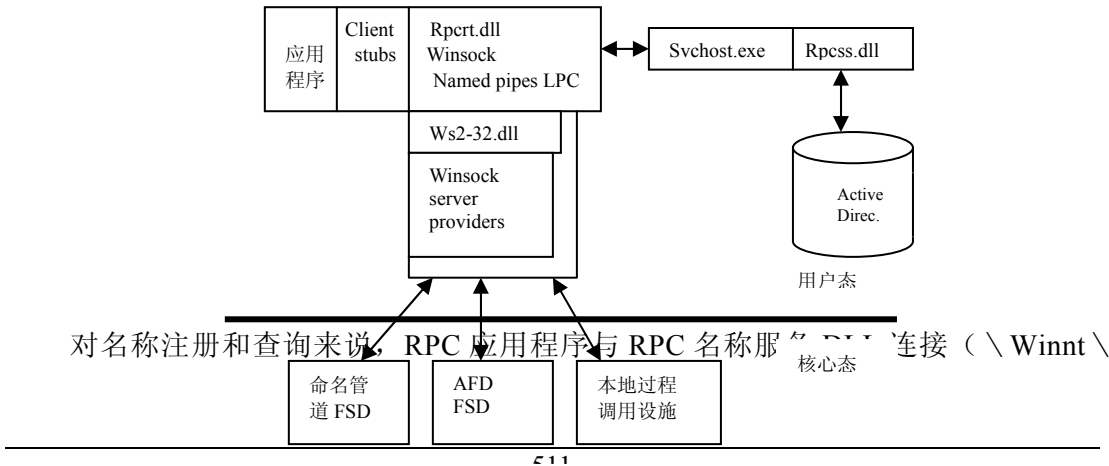 应用
程序
Client
stubs
Rpcrt.dll
Winsock
Named pipes LPC
Svchost.exe
Rpcss.dll
Ws2-32.dll
Winsock
server
providers
Active
Direc.
用户态
对名称注册和查询来说，RPC 应用程序与 RPC 名称服 连接（\Winnt\
核心态
命名管
道 FSD
AFD
FSD
本地过程
调用设施
511